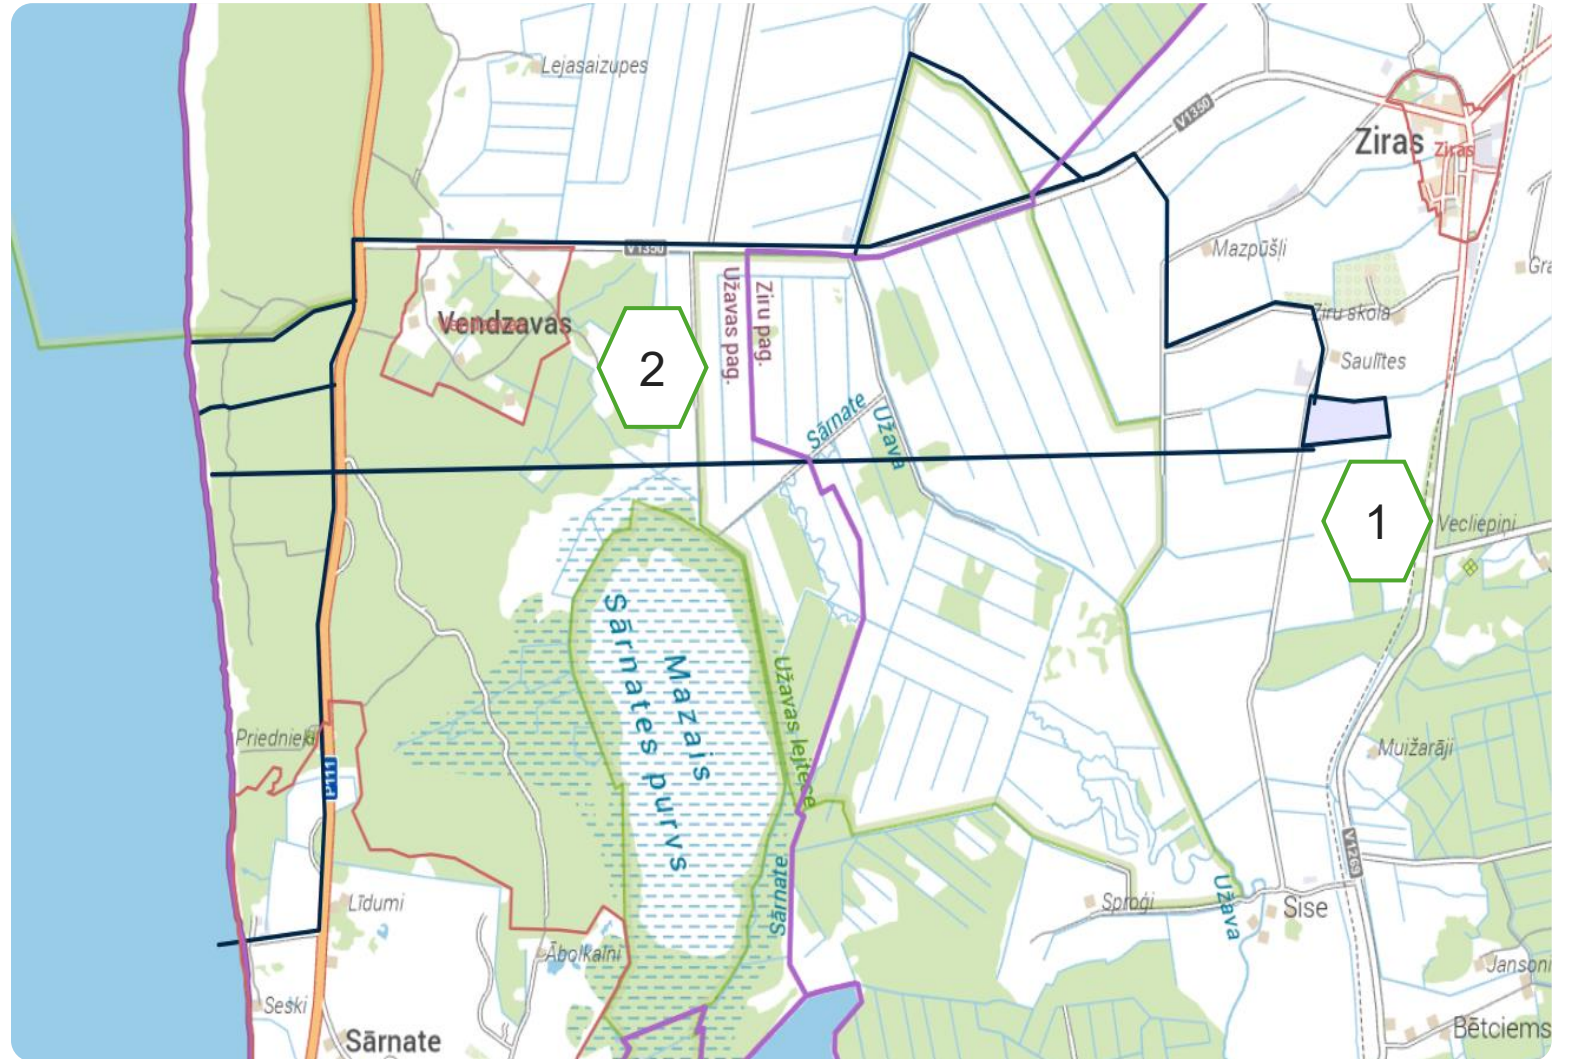 Lejasaizupes
V1350
Ziras
Ziras
Mazpūšļi
Gra
V1350
Užavas pag.
Ziru pag.
Vendzavas
Ziru skola
2
Saulītes
Sārnate
Užava
1
Vecliepiņi
Mazais
Sārnates purvs
Užavas lejtece
Priednieki
P111
Muižarāji
V1269
Līdumi
Sārnate
Sproģi
Užava
Sise
Ābolkalni
Jansoni
Seski
Sārnate
Bētciems